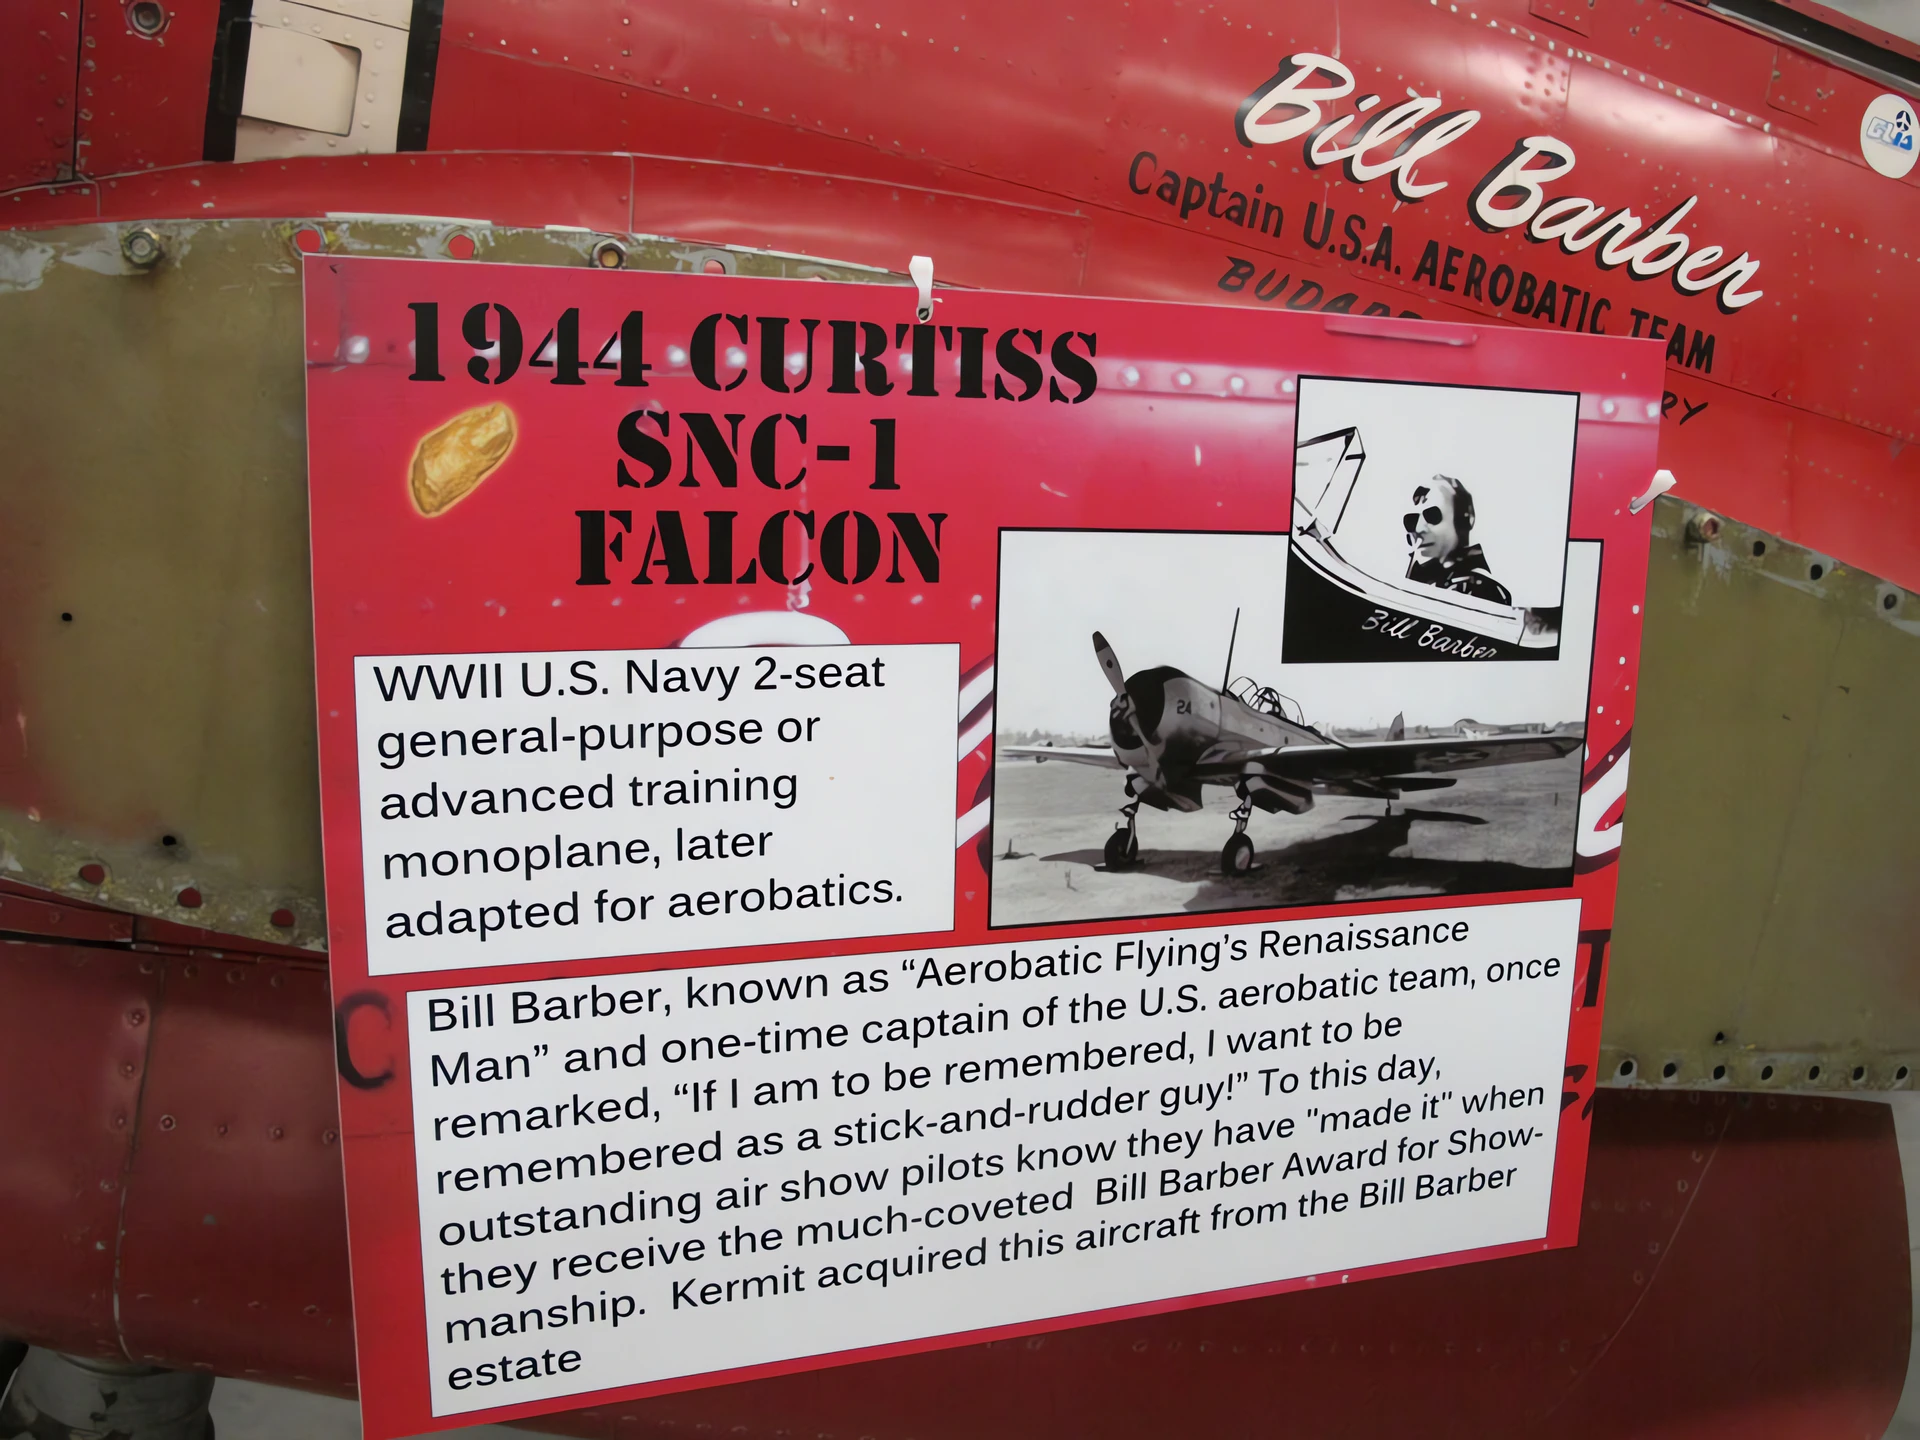 Bill Barber
Captain U.S.A. AEROBATIC TEAM
1944 CURTISS
SNC-1
FALCON
Bill Barber
24
WWII U.S. Navy 2-seat
general-purpose or
advanced training
monoplane, later
adapted for aerobatics.
Bill Barber, known as “Aerobatic Flying’s Renaissance
Man” and one-time captain of the U.S. aerobatic team, once
remarked, “If I am to be remembered, I want to be
remembered as a stick-and-rudder guy!” To this day,
outstanding air show pilots know they have "made it" when
they receive the much-coveted Bill Barber Award for Show-
manship. Kermit acquired this aircraft from the Bill Barber
estate